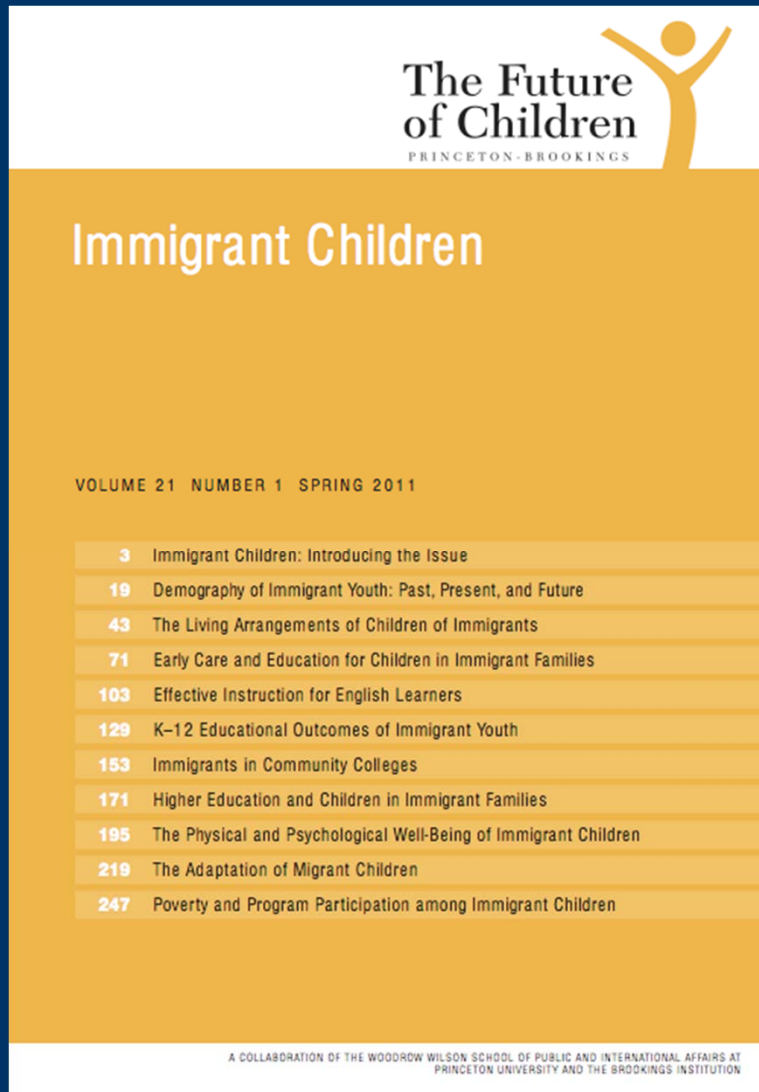 The Future
of Children
PRINCETON-BROOKINGS
Immigrant Children
VOLUME 21 NUMBER 1 SPRING 2011
3 Immigrant Children: Introducing the Issue
19 Demography of Immigrant Youth: Past, Present, and Future
43 The Living Arrangements of Children of Immigrants
71 Early Care and Education for Children in Immigrant Families
103 Effective Instruction for English Learners
129 K–12 Educational Outcomes of Immigrant Youth
153 Immigrants in Community Colleges
171 Higher Education and Children in Immigrant Families
195 The Physical and Psychological Well-Being of Immigrant Children
219 The Adaptation of Migrant Children
247 Poverty and Program Participation among Immigrant Children
A COLLABORATION OF THE WOODROW WILSON SCHOOL OF PUBLIC AND INTERNATIONAL AFFAIRS AT
PRINCETON UNIVERSITY AND THE BROOKINGS INSTITUTION